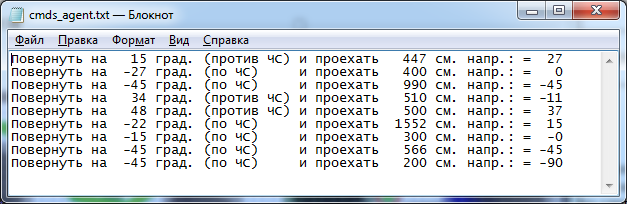 cmds_agent.txt — Блокнот
Файл Правка Формат Вид Справка
Повернуть на   15 град. (против ЧС) и проехать   447 см. напр.: =  27
Повернуть на  -27 град. (по ЧС)     и проехать   400 см. напр.: =   0
Повернуть на  -45 град. (по ЧС)     и проехать   990 см. напр.: = -45
Повернуть на   34 град. (против ЧС) и проехать   510 см. напр.: = -11
Повернуть на   48 град. (против ЧС) и проехать   500 см. напр.: =  37
Повернуть на  -22 град. (по ЧС)     и проехать  1552 см. напр.: =  15
Повернуть на  -15 град. (по ЧС)     и проехать   300 см. напр.: =  -0
Повернуть на  -45 град. (по ЧС)     и проехать   566 см. напр.: = -45
Повернуть на  -45 град. (по ЧС)     и проехать   200 см. напр.: = -90